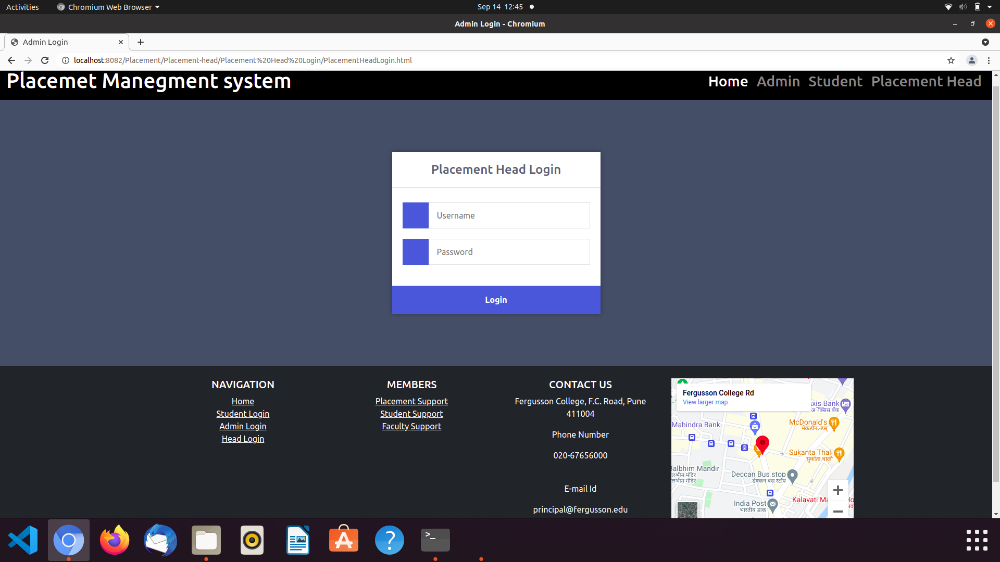 Activities
Chromium Web Browser
Sep 14 12:45
Admin Login - Chromium
Admin Login
localhost:8082/Placement/Placement-head/Placement%20Head%20Login/PlacementHeadLogin.html
Placemet Manegment system
Home Admin Student Placement Head
Placement Head Login
Username
Password
Login
NAVIGATION
Home
Student Login
Admin Login
Head Login
MEMBERS
Placement Support
Student Support
Faculty Support
CONTACT US
Fergusson College, F.C. Road, Pune
411004
Phone Number
020-67656000
E-mail Id
principal@fergusson.edu
Fergusson College Rd
View larger map
Axis Bank
McDonald's
मॅकडोनल्डस्
Mahindra Bank
Sukanta Thali
सुकांता थाळी
Balbhim Mandir
Deccan Bus stop
डेक्कन बस स्टॉप
India Post
भारतीय डाक
Kalavati